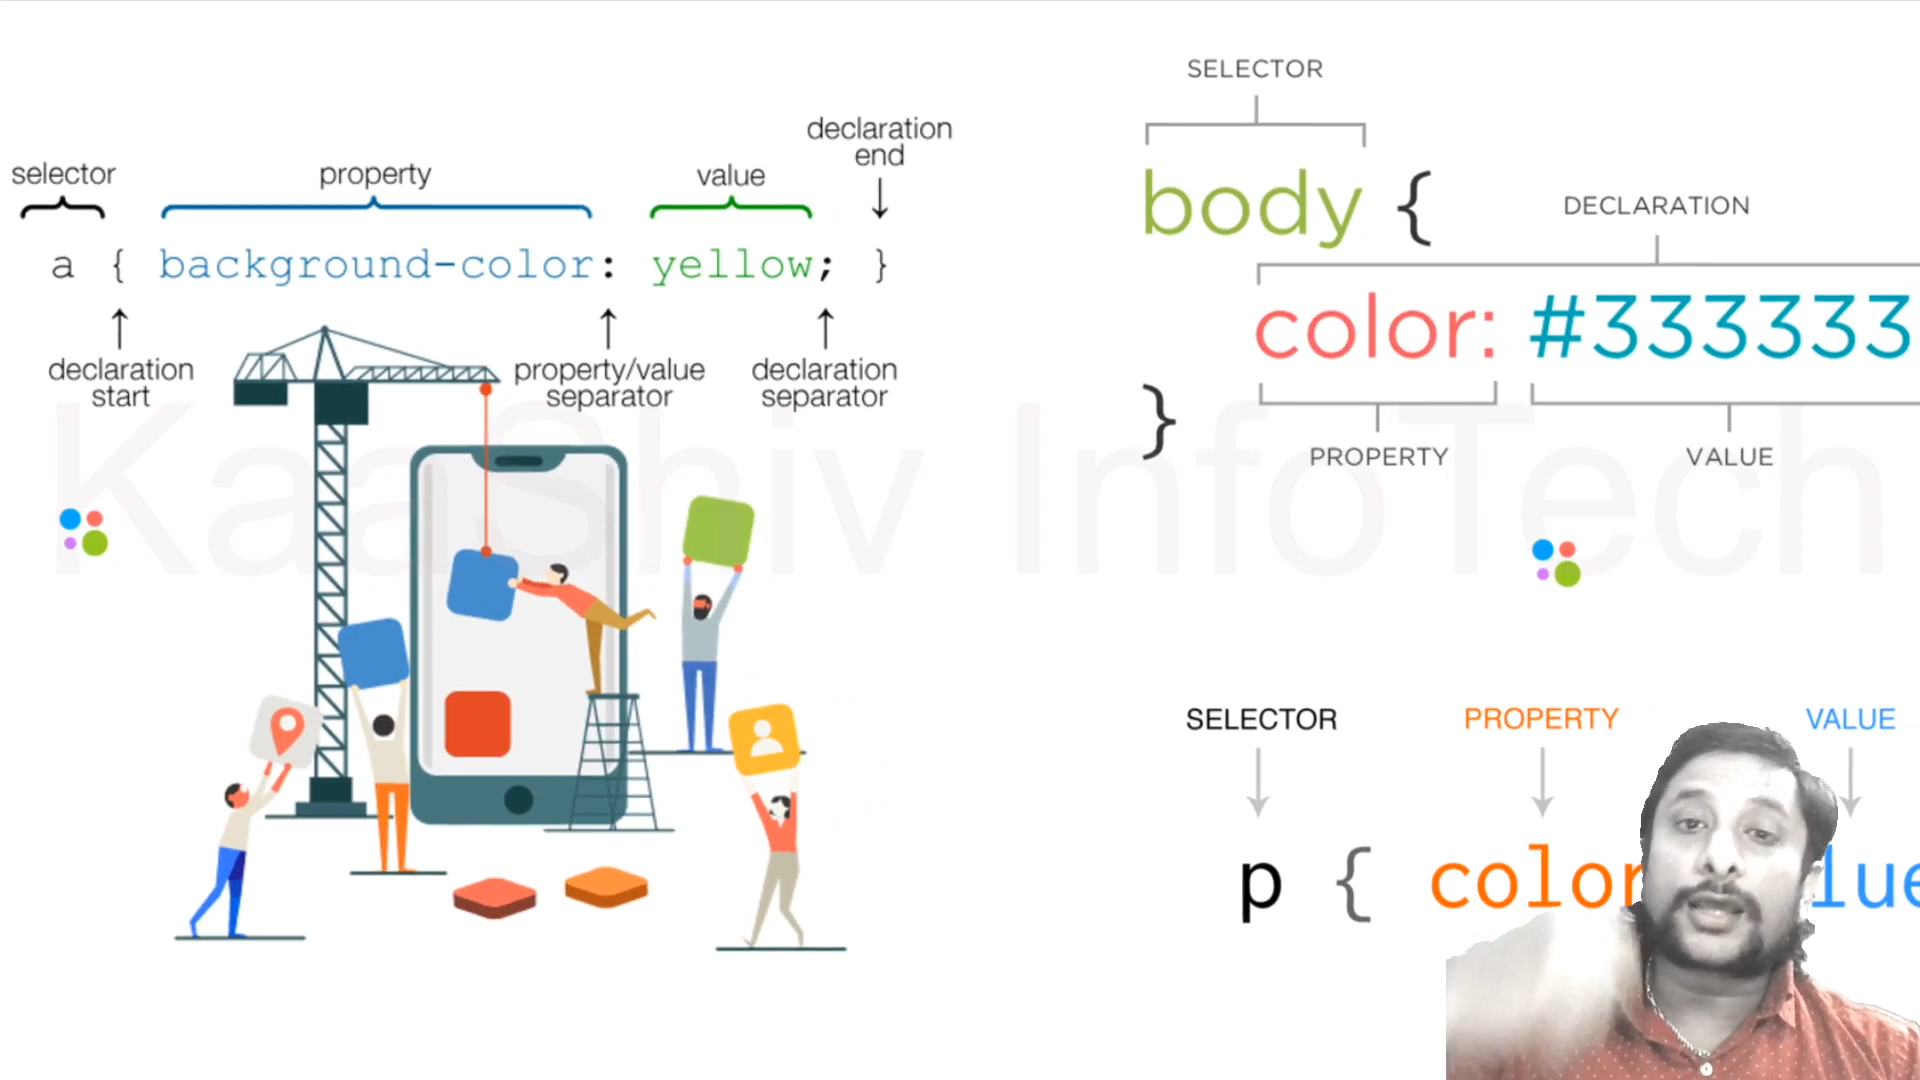 selector
property
value
declaration
end
a { background-color: yellow; }
declaration
start
property/value
separator
declaration
separator
SELECTOR
body {
DECLARATION
color: #333333
}
PROPERTY
VALUE
KaaShiv InfoTech
SELECTOR
PROPERTY
VALUE
p { color